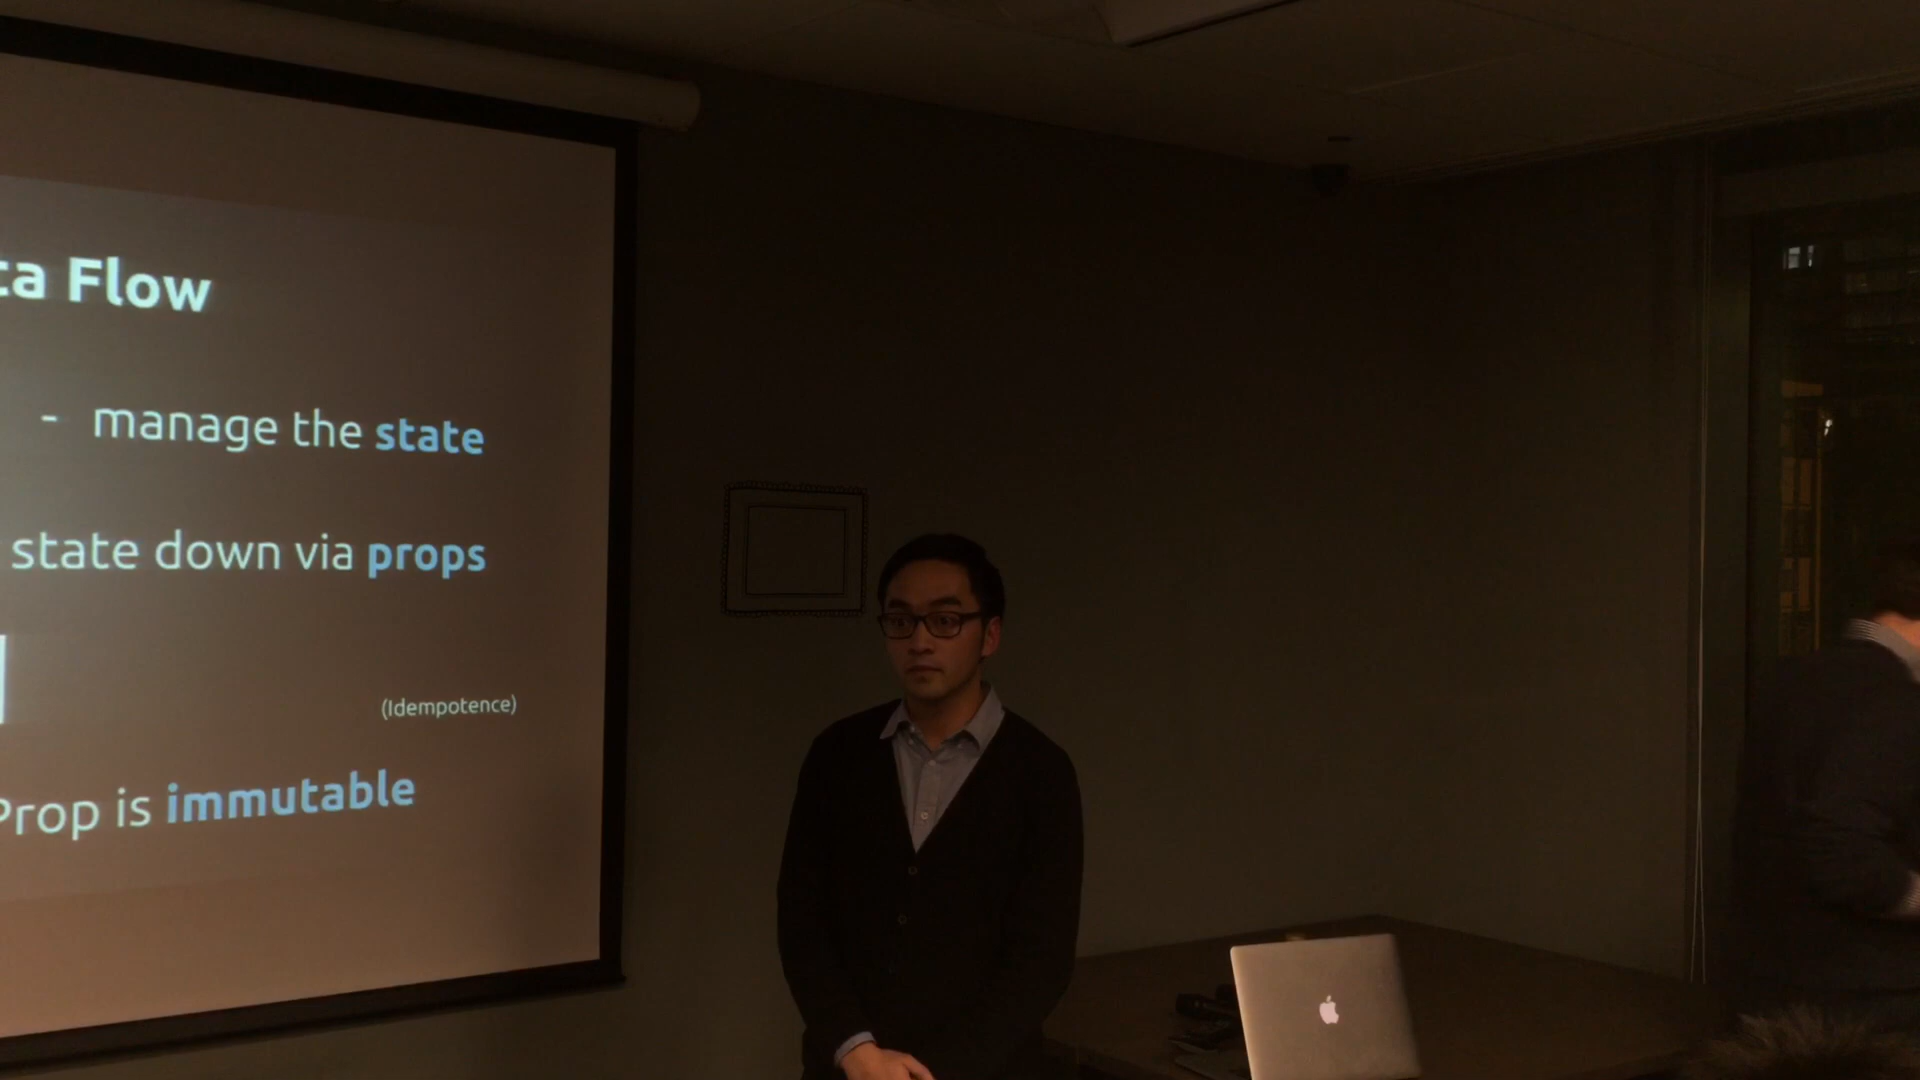 ta Flow
- manage the state
state down via props
(Idempotence)
Prop is immutable